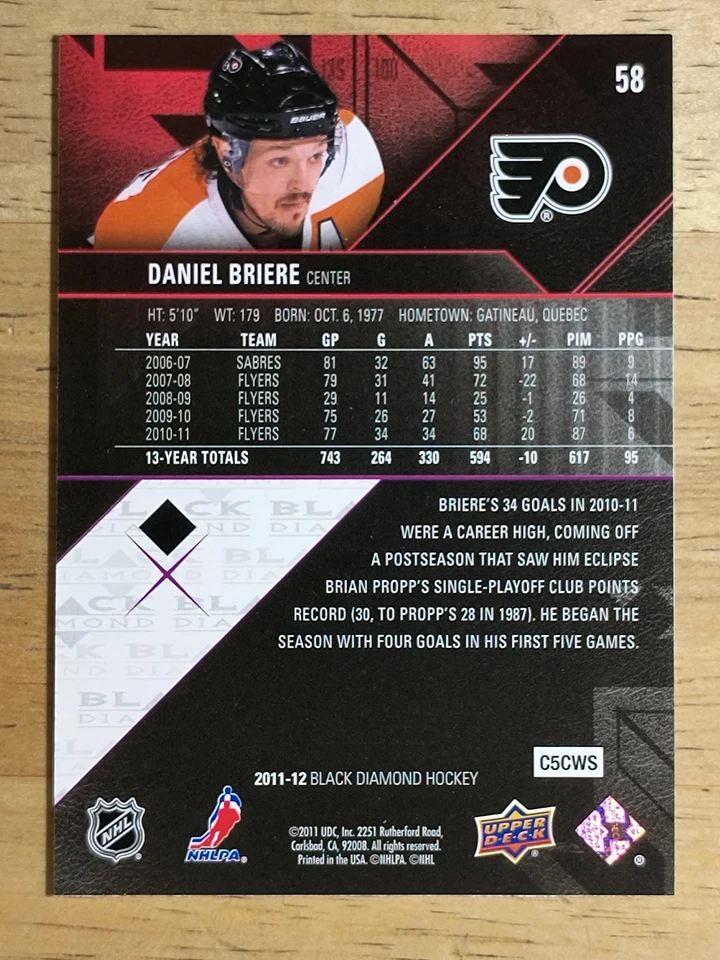 58
BAUER
A
DANIEL BRIERE CENTER
HT: 5'10" WT: 179 BORN: OCT. 6, 1977 HOMETOWN: GATINEAU, QUEBEC
YEAR TEAM GP G A PTS +/- PIM PPG
2006-07 SABRES 81 32 63 95 17 89 9
2007-08 FLYERS 79 31 41 72 -22 68 14
2008-09 FLYERS 29 11 14 25 -1 26 4
2009-10 FLYERS 75 26 27 53 -2 71 8
2010-11 FLYERS 77 34 34 68 20 87 6
13-YEAR TOTALS 743 264 330 594 -10 617 95
BRIERE'S 34 GOALS IN 2010-11
WERE A CAREER HIGH, COMING OFF
A POSTSEASON THAT SAW HIM ECLIPSE
BRIAN PROPP'S SINGLE-PLAYOFF CLUB POINTS
RECORD (30, TO PROPP'S 28 IN 1987). HE BEGAN THE
SEASON WITH FOUR GOALS IN HIS FIRST FIVE GAMES.
C5CWS
2011-12 BLACK DIAMOND HOCKEY
NHL
NHLPA
©2011 UDC, Inc. 2251 Rutherford Road,
Carlsbad, CA, 92008. All rights reserved.
Printed in the USA. ©NHLPA. ©NHL
UPPER
DECK